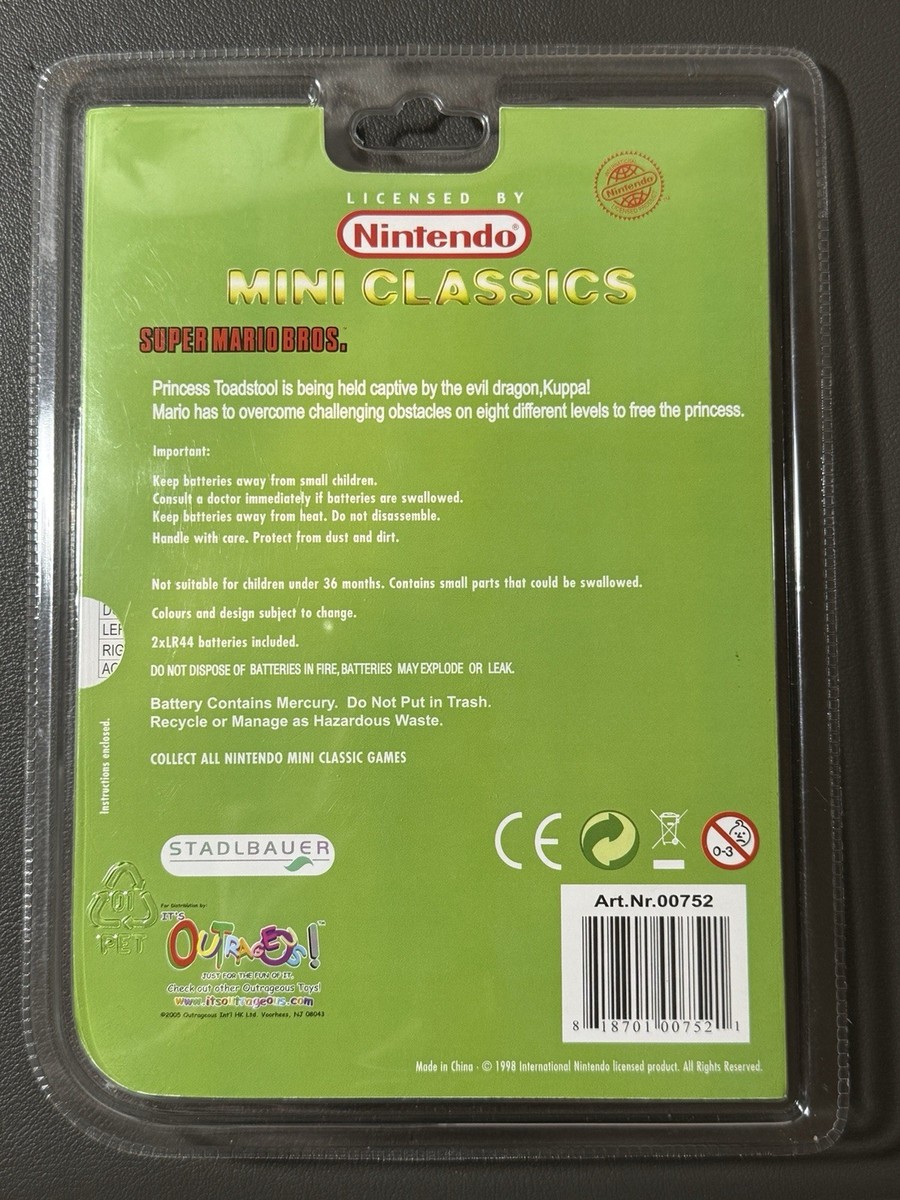 LICENSED BY
Nintendo®
Nintendo
MINI CLASSICS
SUPER MARIO BROS.
Princess Toadstool is being held captive by the evil dragon,Kuppa!
Mario has to overcome challenging obstacles on eight different levels to free the princess.
Important:
Keep batteries away from small children.
Consult a doctor immediately if batteries are swallowed.
Keep batteries away from heat. Do not disassemble.
Handle with care. Protect from dust and dirt.
Not suitable for children under 36 months. Contains small parts that could be swallowed.
Colours and design subject to change.
LEF
RIG
2xLR44 batteries included.
DO NOT DISPOSE OF BATTERIES IN FIRE, BATTERIES MAY EXPLODE OR LEAK.
Battery Contains Mercury. Do Not Put in Trash.
Recycle or Manage as Hazardous Waste.
Instructions enclosed.
COLLECT ALL NINTENDO MINI CLASSIC GAMES
STADLBAUER
CE
0-3
01
PET
For Distribution by:
IT'S
OUTRAGEOUS!™
JUST FOR THE FUN OF IT.
Check out other Outrageous Toys!
www.itsoutrageous.com
©2005 Outrageous Int'l HK Ltd. Voorhees, NJ 08043
Art.Nr.00752
8 18701 00752 1
Made in China · © 1998 International Nintendo licensed product. All Rights Reserved.